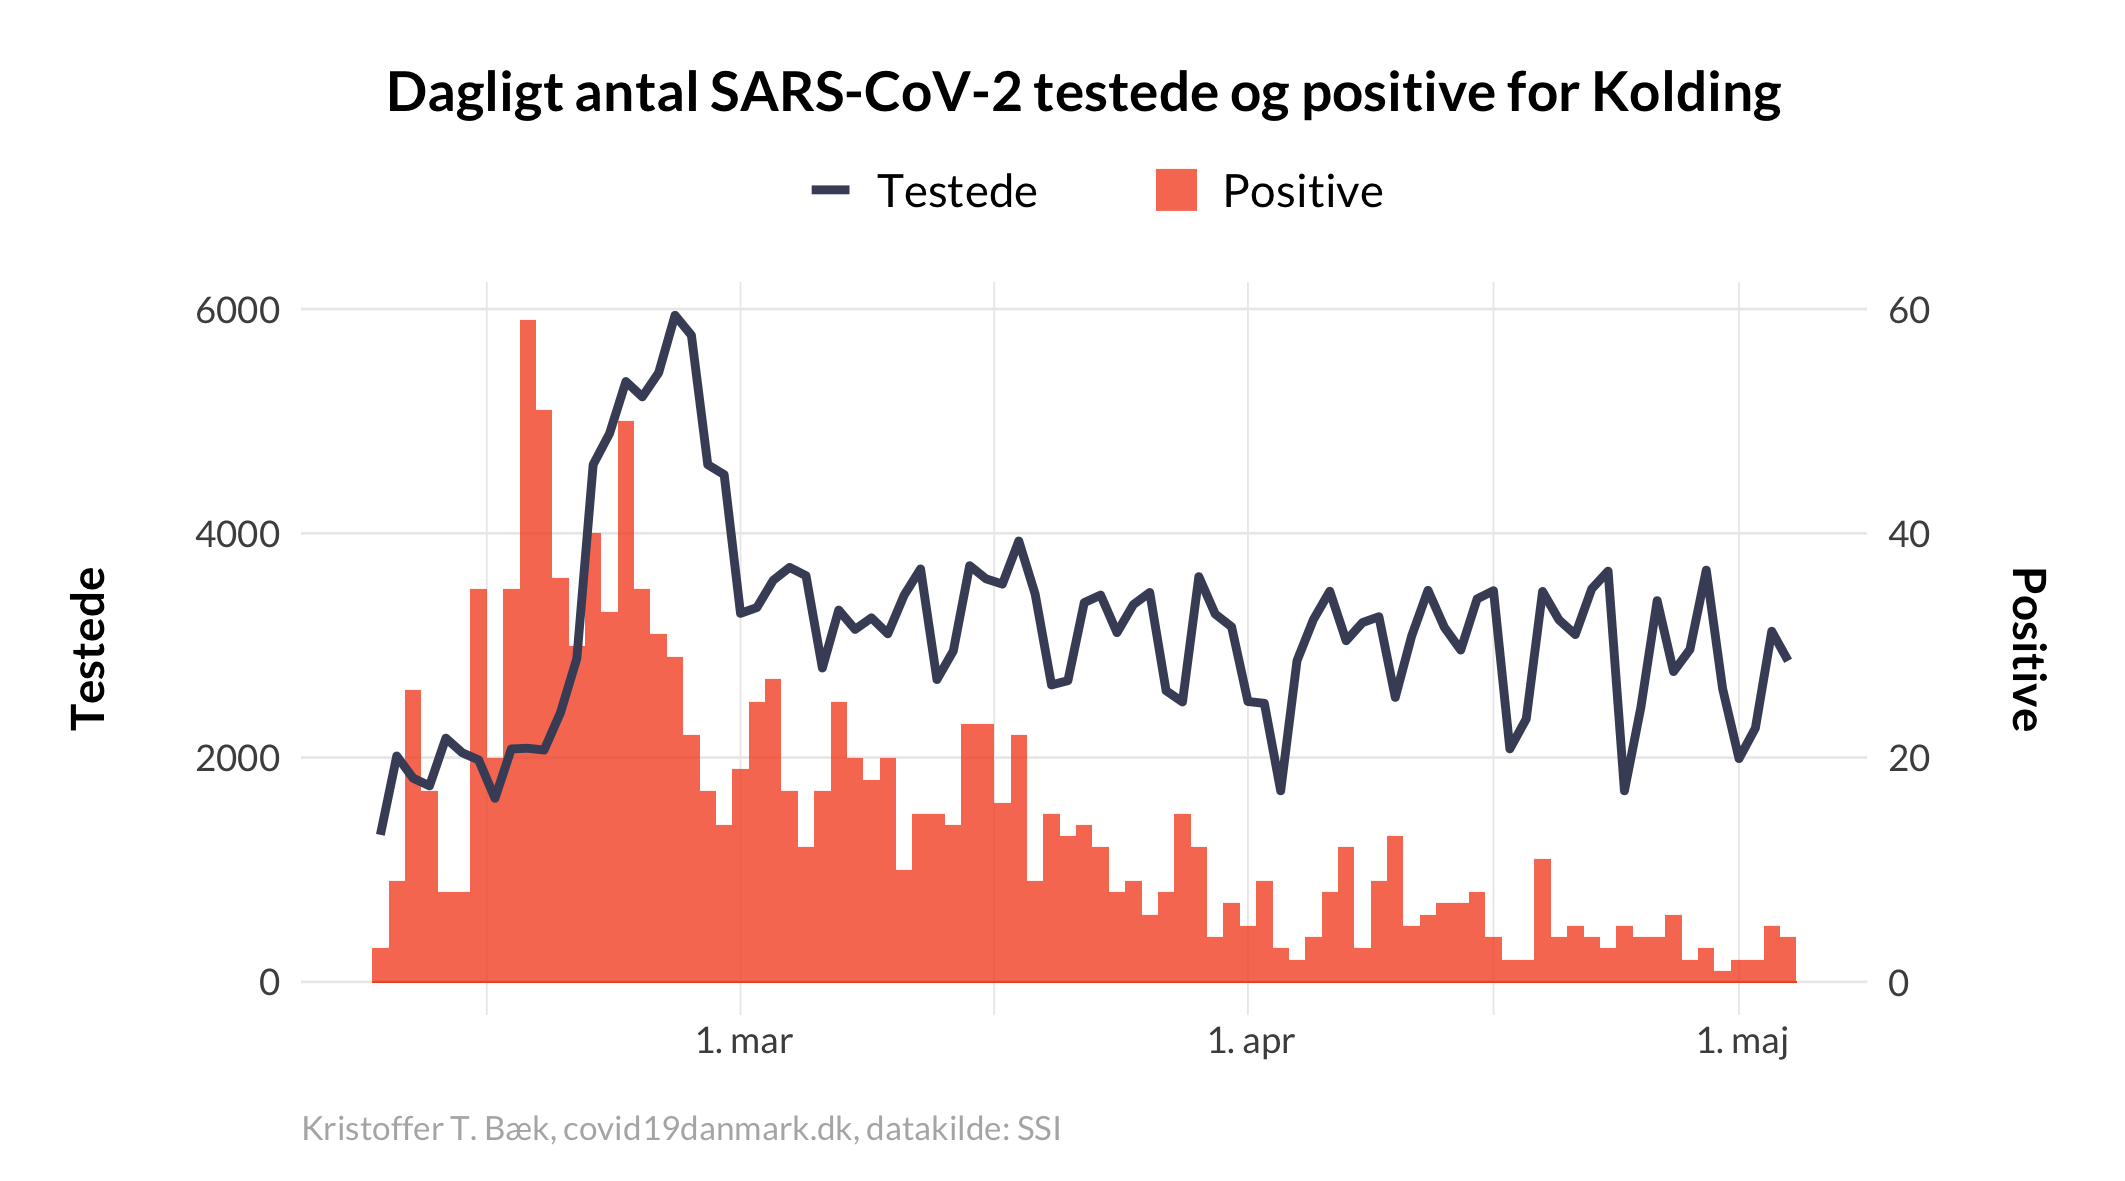 Dagligt antal SARS-CoV-2 testede og positive for Kolding
Testede
Positive
6000
4000
2000
0
Testede
60
40
20
0
Positive
1. mar
1. apr
1. maj
Kristoffer T. Bæk, covid19danmark.dk, datakilde: SSI